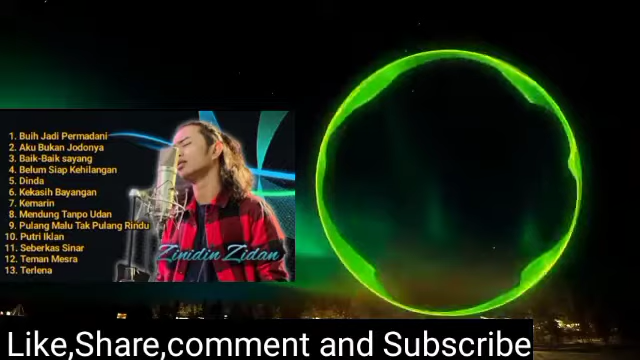 1. Buih Jadi Permadani
2. Aku Bukan Jodonya
3. Baik-Baik sayang
4. Belum Siap Kehilangan
5. Dinda
6. Kekasih Bayangan
7. Kemarin
8. Mendung Tanpo Udan
9. Pulang Malu Tak Pulang Rindu
10. Putri Iklan
11. Seberkas Sinar
12. Teman Mesra
13. Terlena
Zinidin Zidan
Like,Share,comment and Subscribe